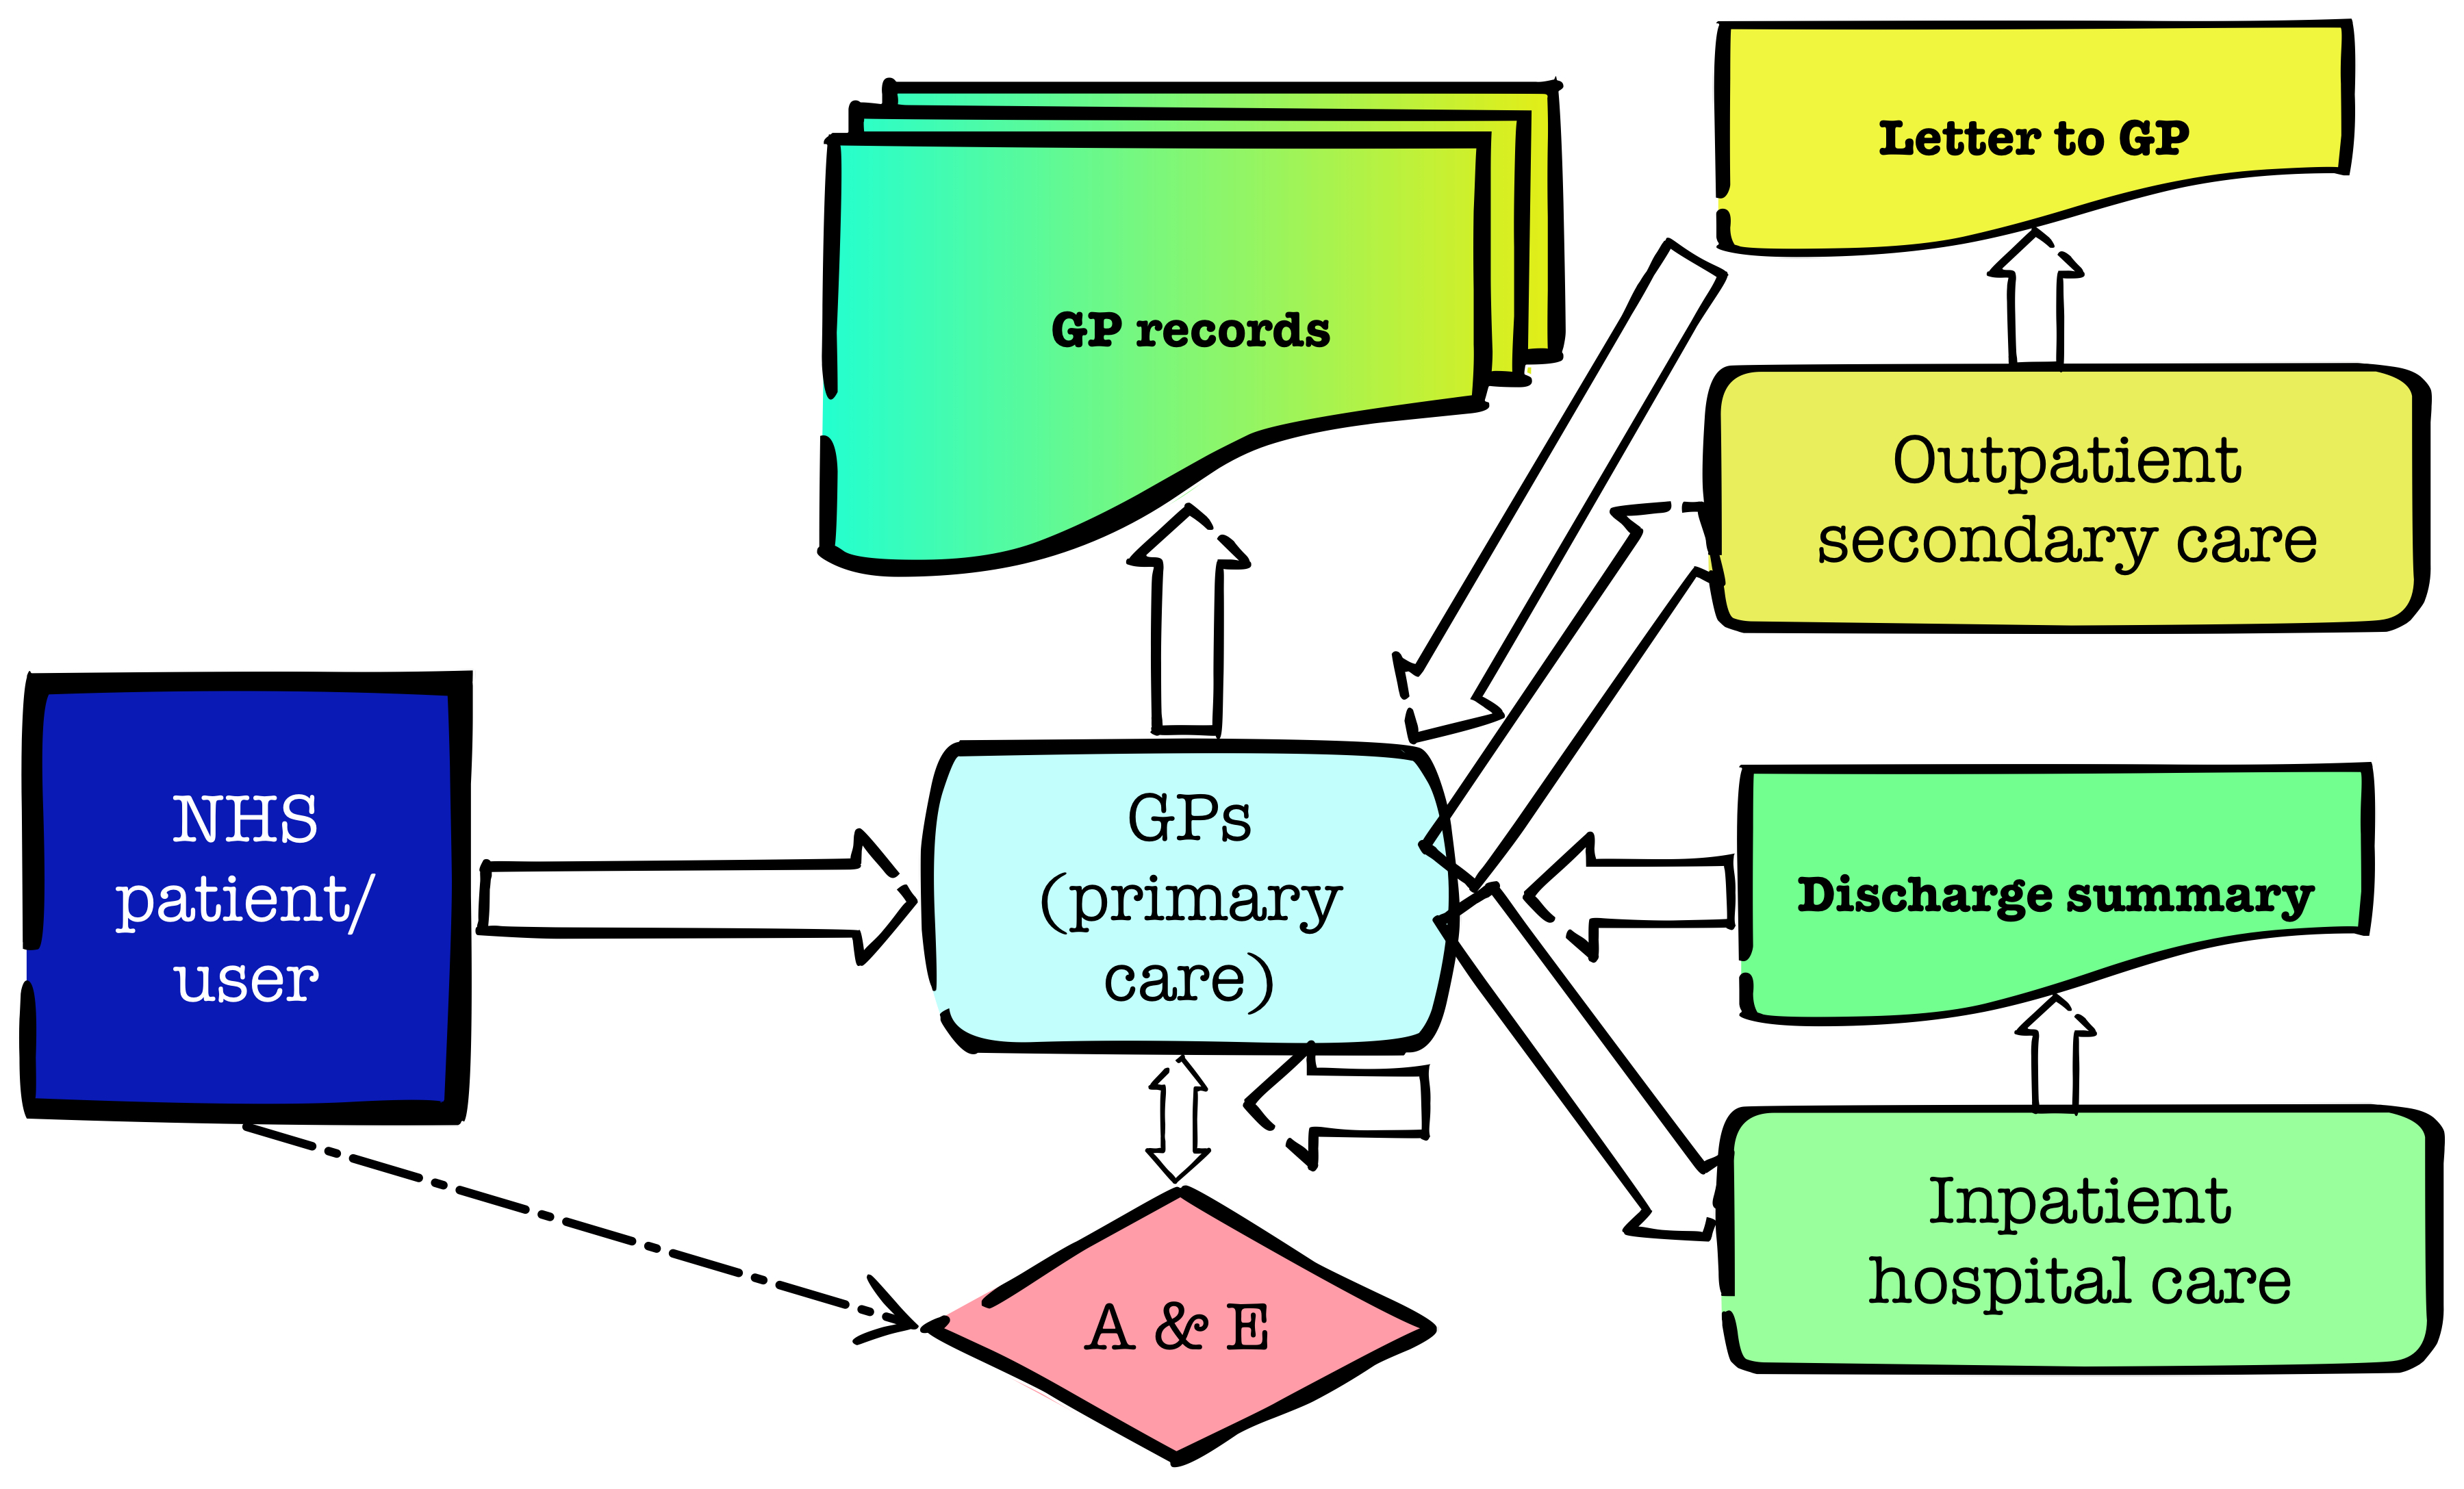 Letter to GP
GP records
Outpatient
secondary care
NHS
patient/
user
GPs
(primary
care)
Discharge summary
Inpatient
hospital care
A & E